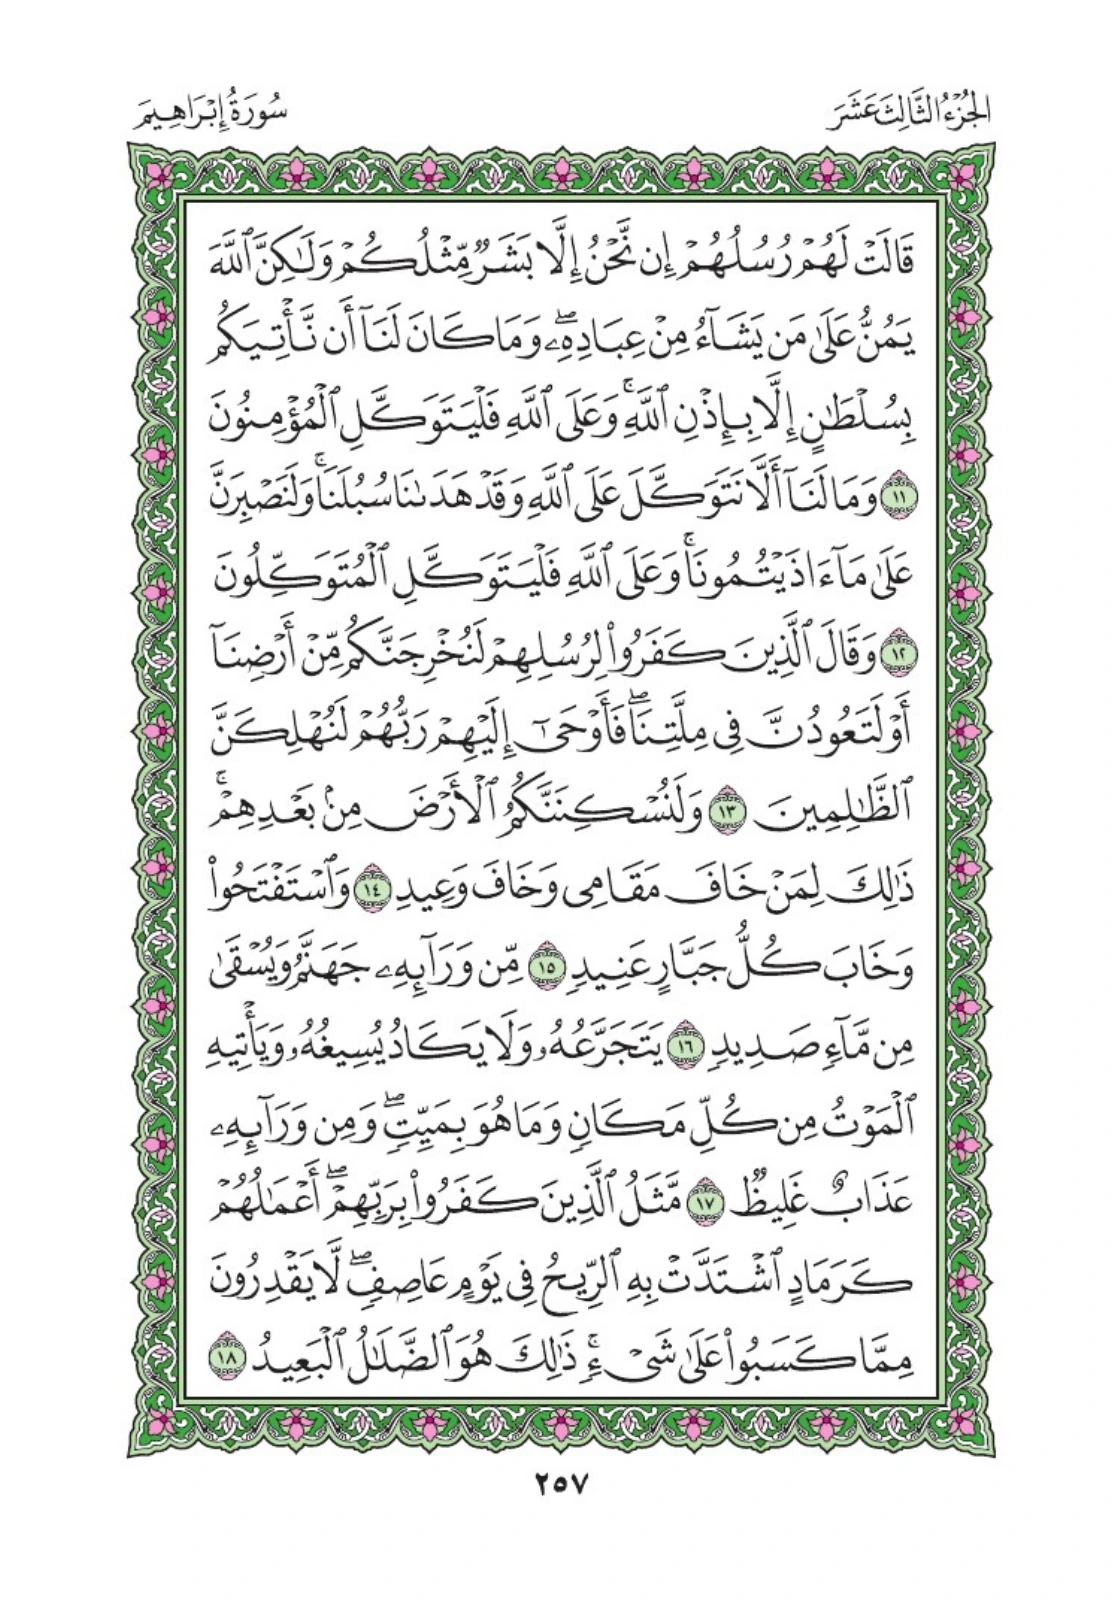 الجُزْءُ الثَّالِثَ عَشَرَ
سُورَةُ إِبْرَاهِيمَ
قَالَتْ لَهُمْ رُسُلُهُمْ إِن نَّحْنُ إِلَّا بَشَرٌ مِّثْلُكُمْ وَلَٰكِنَّ ٱللَّهَ
يَمُنُّ عَلَىٰ مَن يَشَآءُ مِنْ عِبَادِهِۦۖ وَمَا كَانَ لَنَآ أَن نَّأْتِيَكُم
بِسُلْطَٰنٍ إِلَّا بِإِذْنِ ٱللَّهِۚ وَعَلَى ٱللَّهِ فَلْيَتَوَكَّلِ ٱلْمُؤْمِنُونَ
١١ وَمَا لَنَآ أَلَّا نَتَوَكَّلَ عَلَى ٱللَّهِ وَقَدْ هَدَىٰنَا سُبُلَنَاۚ وَلَنَصْبِرَنَّ
عَلَىٰ مَآ ءَاذَيْتُمُونَاۚ وَعَلَى ٱللَّهِ فَلْيَتَوَكَّلِ ٱلْمُتَوَكِّلُونَ
١٢ وَقَالَ ٱلَّذِينَ كَفَرُوا۟ لِرُسُلِهِمْ لَنُخْرِجَنَّكُم مِّنْ أَرْضِنَآ
أَوْ لَتَعُودُنَّ فِى مِلَّتِنَاۖ فَأَوْحَىٰٓ إِلَيْهِمْ رَبُّهُمْ لَنُهْلِكَنَّ
ٱلظَّٰلِمِينَ ١٣ وَلَنُسْكِنَنَّكُمُ ٱلْأَرْضَ مِنۢ بَعْدِهِمْۚ
ذَٰلِكَ لِمَنْ خَافَ مَقَامِى وَخَافَ وَعِيدِ ١٤ وَٱسْتَفْتَحُوا۟
وَخَابَ كُلُّ جَبَّارٍ عَنِيدٍ ١٥ مِّن وَرَآئِهِۦ جَهَنَّمُ وَيُسْقَىٰ
مِن مَّآءٍ صَدِيدٍ ١٦ يَتَجَرَّعُهُۥ وَلَا يَكَادُ يُسِيغُهُۥ وَيَأْتِيهِ
ٱلْمَوْتُ مِن كُلِّ مَكَانٍ وَمَا هُوَ بِمَيِّتٍۖ وَمِن وَرَآئِهِۦ
عَذَابٌ غَلِيظٌ ١٧ مَّثَلُ ٱلَّذِينَ كَفَرُوا۟ بِرَبِّهِمْۖ أَعْمَٰلُهُمْ
كَرَمَادٍ ٱشْتَدَّتْ بِهِ ٱلرِّيحُ فِى يَوْمٍ عَاصِفٍۖ لَّا يَقْدِرُونَ
مِمَّا كَسَبُوا۟ عَلَىٰ شَىْءٍۚ ذَٰلِكَ هُوَ ٱلضَّلَٰلُ ٱلْبَعِيدُ ١٨
٢٥٧